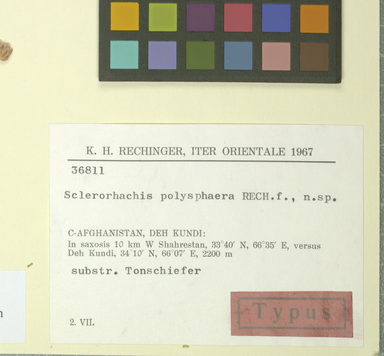 K. H. RECHINGER, ITER ORIENTALE 1967
36811
Sclerorhachis polysphaera RECH.f., n.sp.
C-AFGHANISTAN, DEH KUNDI:
In saxosis 10 km W Shahrestan, 33°40' N, 66°35' E, versus
Deh Kundi, 34°10' N, 66°07' E, 2200 m
substr. Tonschiefer
Typus
2. VII.